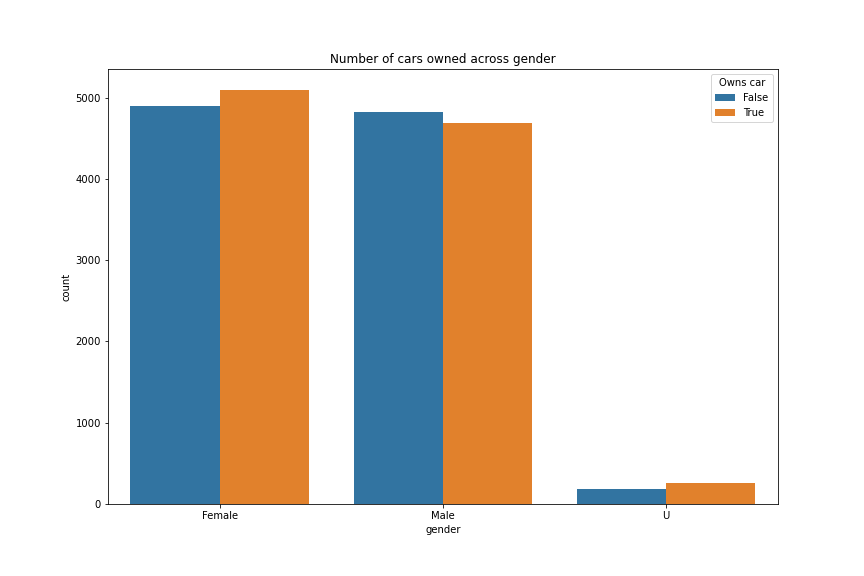 Number of cars owned across gender
Owns car
False
True
5000
4000
3000
2000
1000
0
count
Female
Male
U
gender